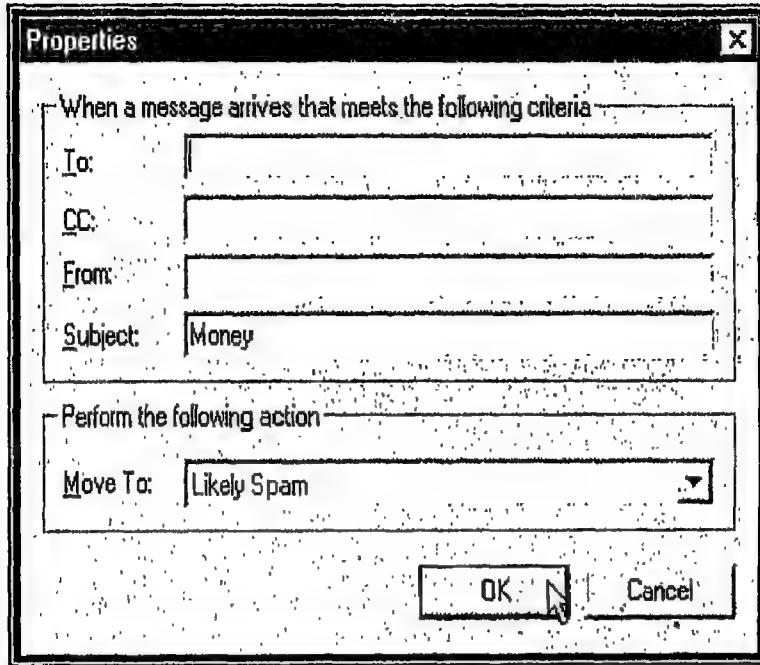 Properties
When a message arrives that meets the following criteria
To:
CC:
From:
Subject: Money
Perform the following action
Move To: Likely Spam
OK Cancel